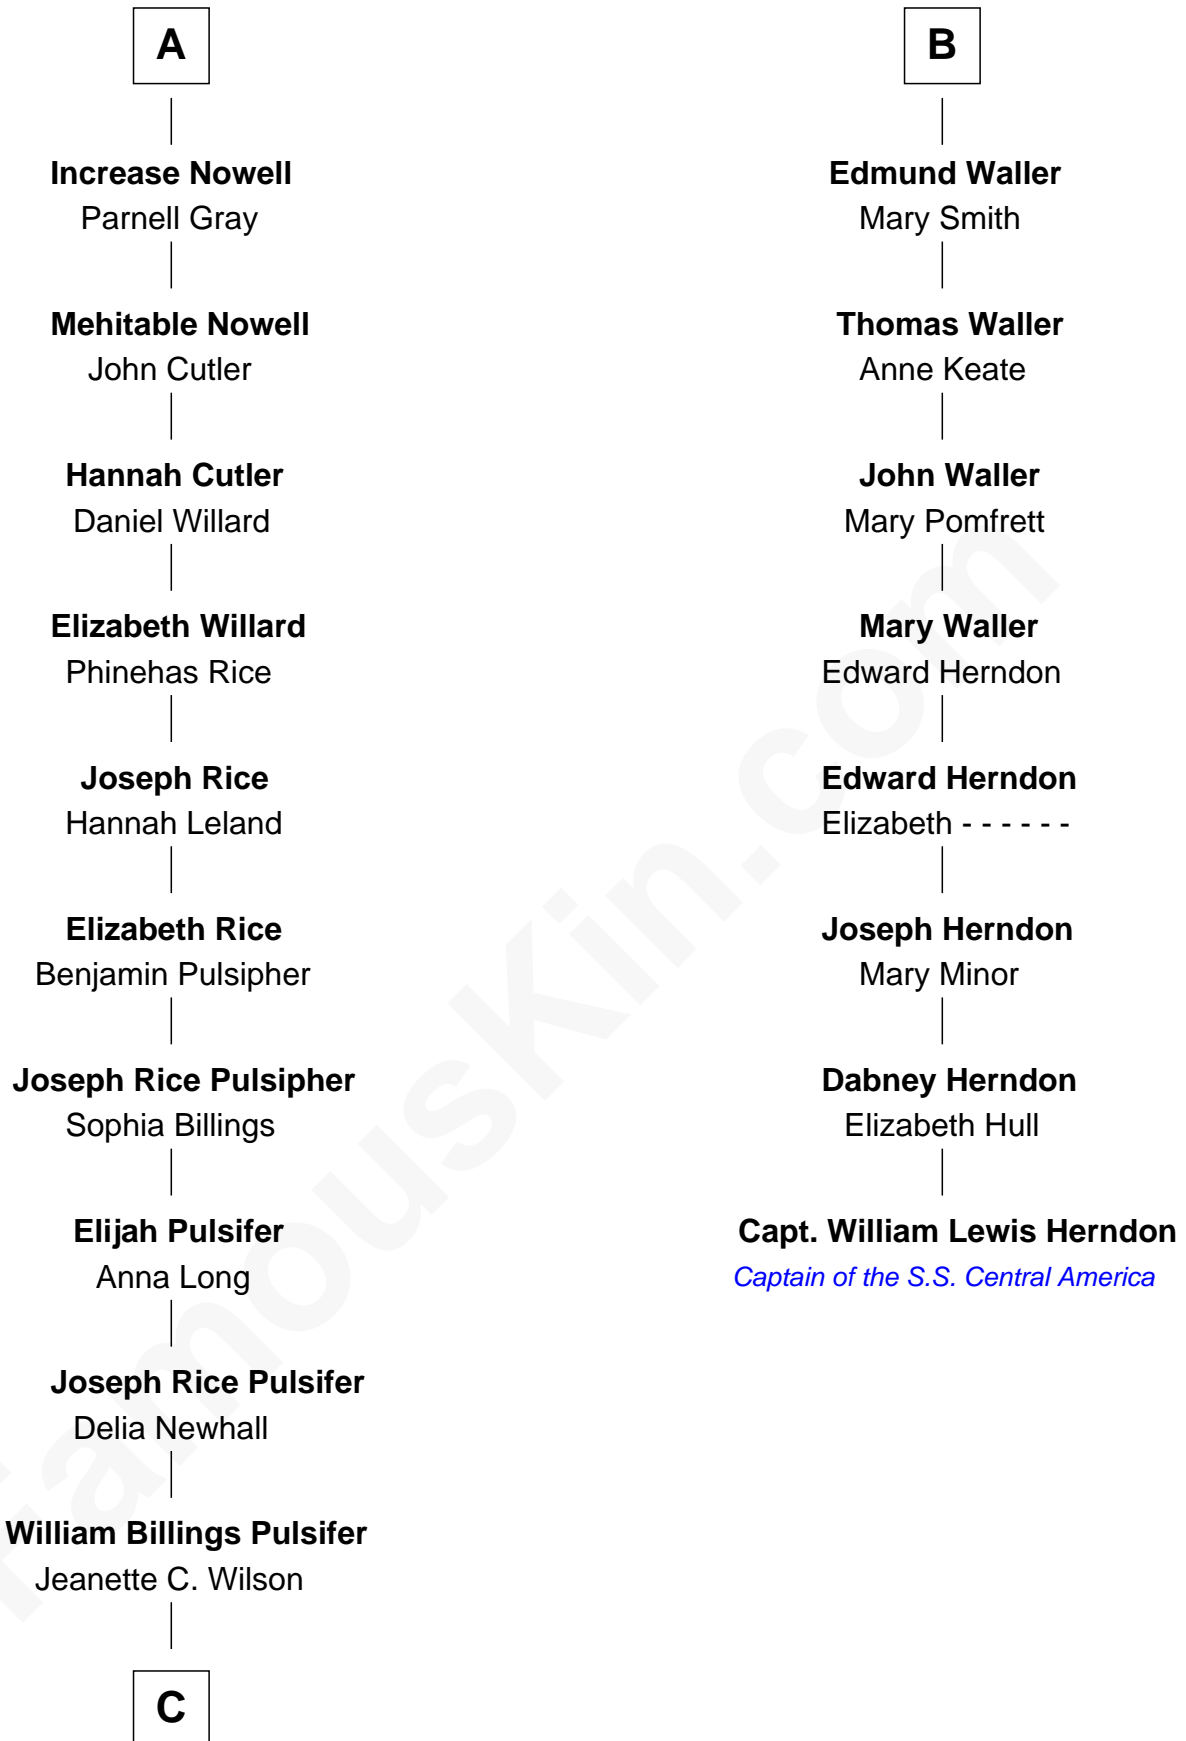 A
Increase Nowell
Parnell Gray
Mehitable Nowell
John Cutler
Hannah Cutler
Daniel Willard
Elizabeth Willard
Phinehas Rice
Joseph Rice
Hannah Leland
Elizabeth Rice
Benjamin Pulsipher
Joseph Rice Pulsipher
Sophia Billings
Elijah Pulsifer
Anna Long
Joseph Rice Pulsifer
Delia Newhall
William Billings Pulsifer
Jeanette C. Wilson
C
B
Edmund Waller
Mary Smith
Thomas Waller
Anne Keate
John Waller
Mary Pomfrett
Mary Waller
Edward Herndon
Edward Herndon
Elizabeth - - - - - -
Joseph Herndon
Mary Minor
Dabney Herndon
Elizabeth Hull
Capt. William Lewis Herndon
Captain of the S.S. Central America
FamousKin.com